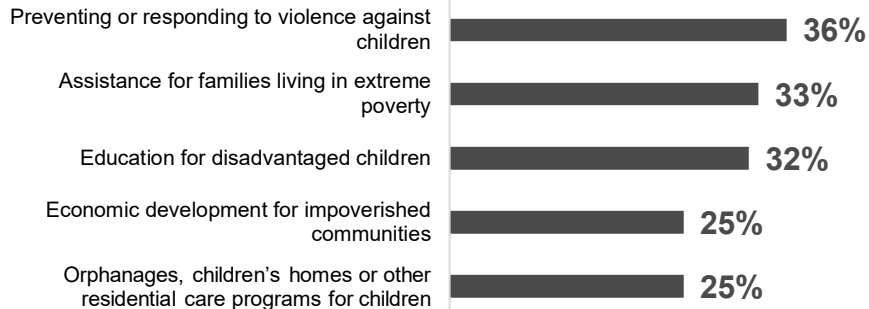 Preventing or responding to violence against
children
36%
Assistance for families living in extreme
poverty
33%
Education for disadvantaged children
32%
Economic development for impoverished
communities
25%
Orphanages, children’s homes or other
residential care programs for children
25%